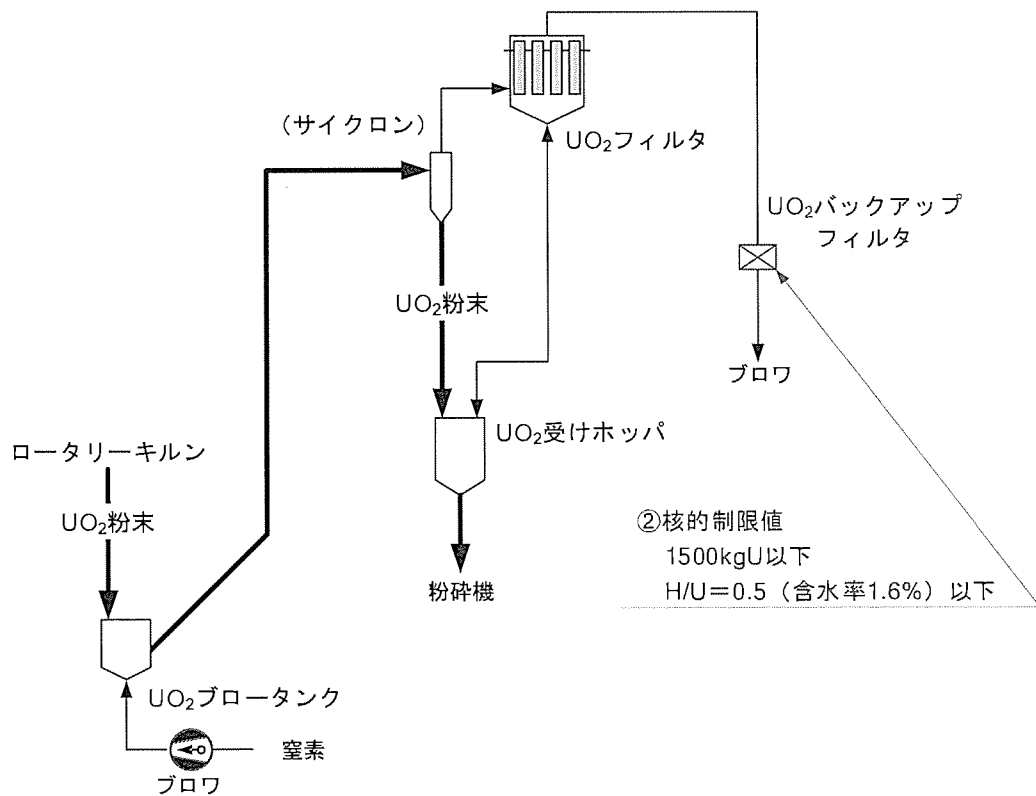 （サイクロン）
UO₂フィルタ
UO₂バックアップ
フィルタ
UO₂粉末
ブロワ
UO₂受けホッパ
ロータリーキルン
UO₂粉末
②核的制限値
1500kgU以下
H/U＝0.5（含水率1.6%）以下
粉砕機
UO₂ブロータンク
窒素
ブロワ